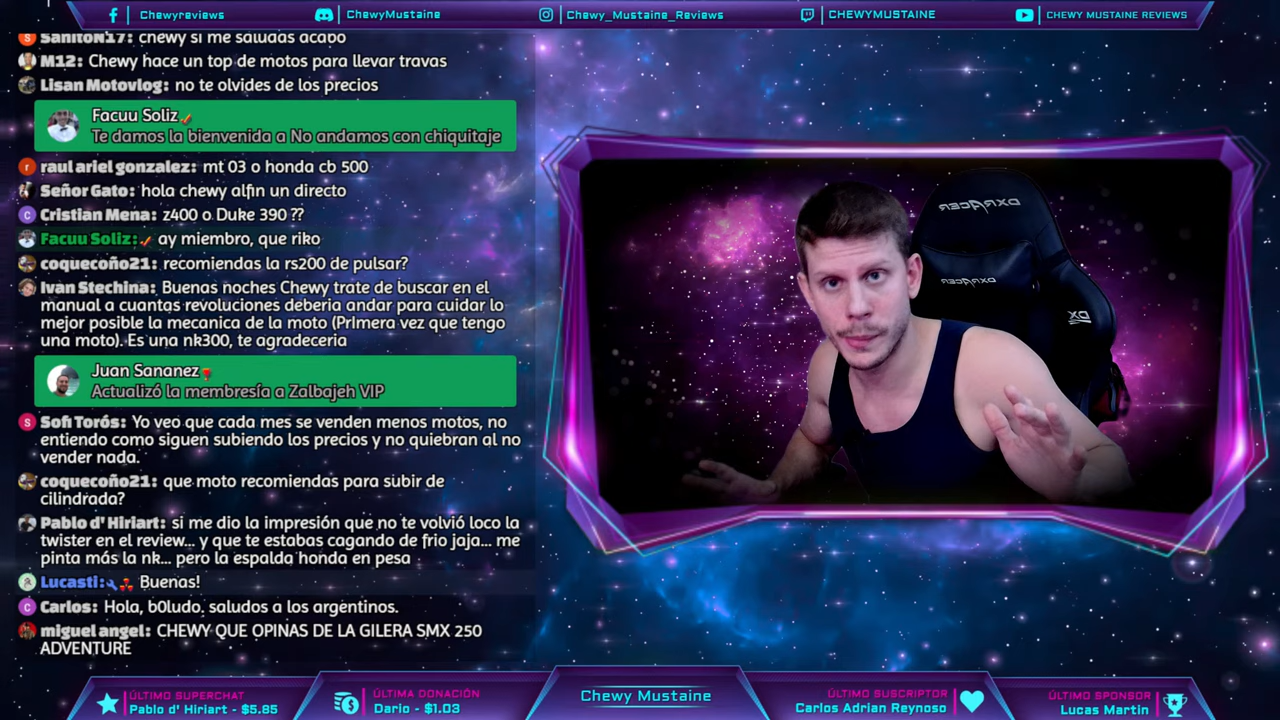 Chewyreviews
ChewyMustaine
Chewy_Mustaine_Reviews
CHEWYMUSTAINE
CHEWY MUSTAINE REVIEWS
SanitoN17: chewy si me saludas acabo
M12: Chewy hace un top de motos para llevar travas
Lisan Motovlog: no te olvides de los precios
Facuu Soliz
Te damos la bienvenida a No andamos con chiquitaje
raul ariel gonzalez: mt 03 o honda cb 500
Señor Gato: hola chewy alfin un directo
Cristian Mena: z400 o Duke 390 ??
Facuu Soliz: ay miembro, que riko
coquecoño21: recomiendas la rs200 de pulsar?
Ivan Stechina: Buenas noches Chewy trate de buscar en el
manual a cuantas revoluciones deberia andar para cuidar lo
mejor posible la mecanica de la moto (PrImera vez que tengo
una moto). Es una nk300, te agradeceria
Juan Sananez
Actualizó la membresía a Zalbajeh VIP
Sofi Torós: Yo veo que cada mes se venden menos motos, no
entiendo como siguen subiendo los precios y no quiebran al no
vender nada.
coquecoño21: que moto recomiendas para subir de
cilindrada?
Pablo d' Hiriart: si me dio la impresión que no te volvió loco la
twister en el review... y que te estabas cagando de frio jaja... me
pinta más la nk... pero la espalda honda en pesa
Lucasti: Buenas!
Carlos: Hola, b0ludo. saludos a los argentinos.
miguel angel: CHEWY QUE OPINAS DE LA GILERA SMX 250
ADVENTURE
DXRACER
DXRACER
DX
ÚLTIMO SUPERCHAT
Pablo d' Hiriart - $5.85
ÚLTIMA DONACIÓN
Dario - $1.03
Chewy Mustaine
ÚLTIMO SUSCRIPTOR
Carlos Adrian Reynoso
ÚLTIMO SPONSOR
Lucas Martin